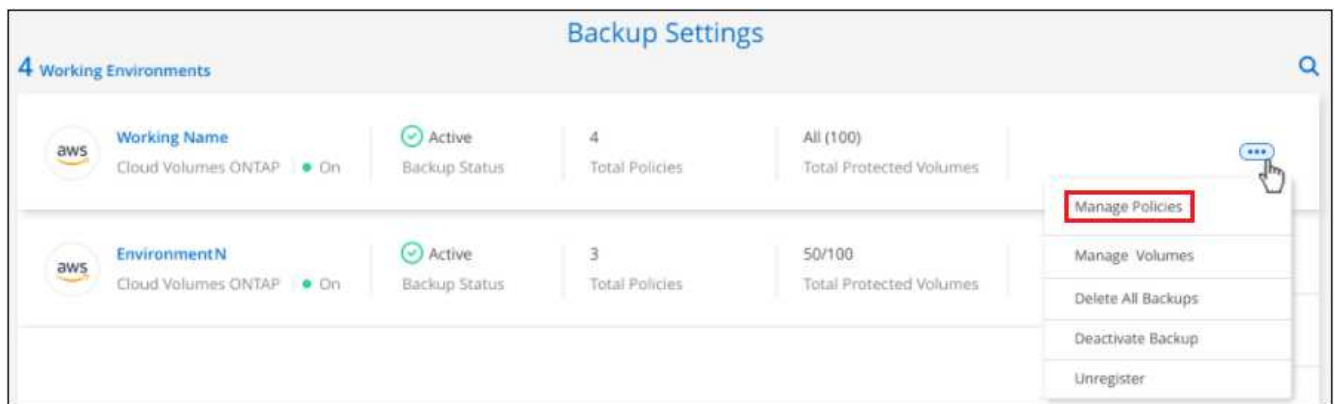 Backup Settings
4 Working Environments
aws
Working Name
Cloud Volumes ONTAP
On
Active
Backup Status
4
Total Policies
All (100)
Total Protected Volumes
Manage Policies
Manage Volumes
Delete All Backups
Deactivate Backup
Unregister
aws
EnvironmentN
Cloud Volumes ONTAP
On
Active
Backup Status
3
Total Policies
50/100
Total Protected Volumes